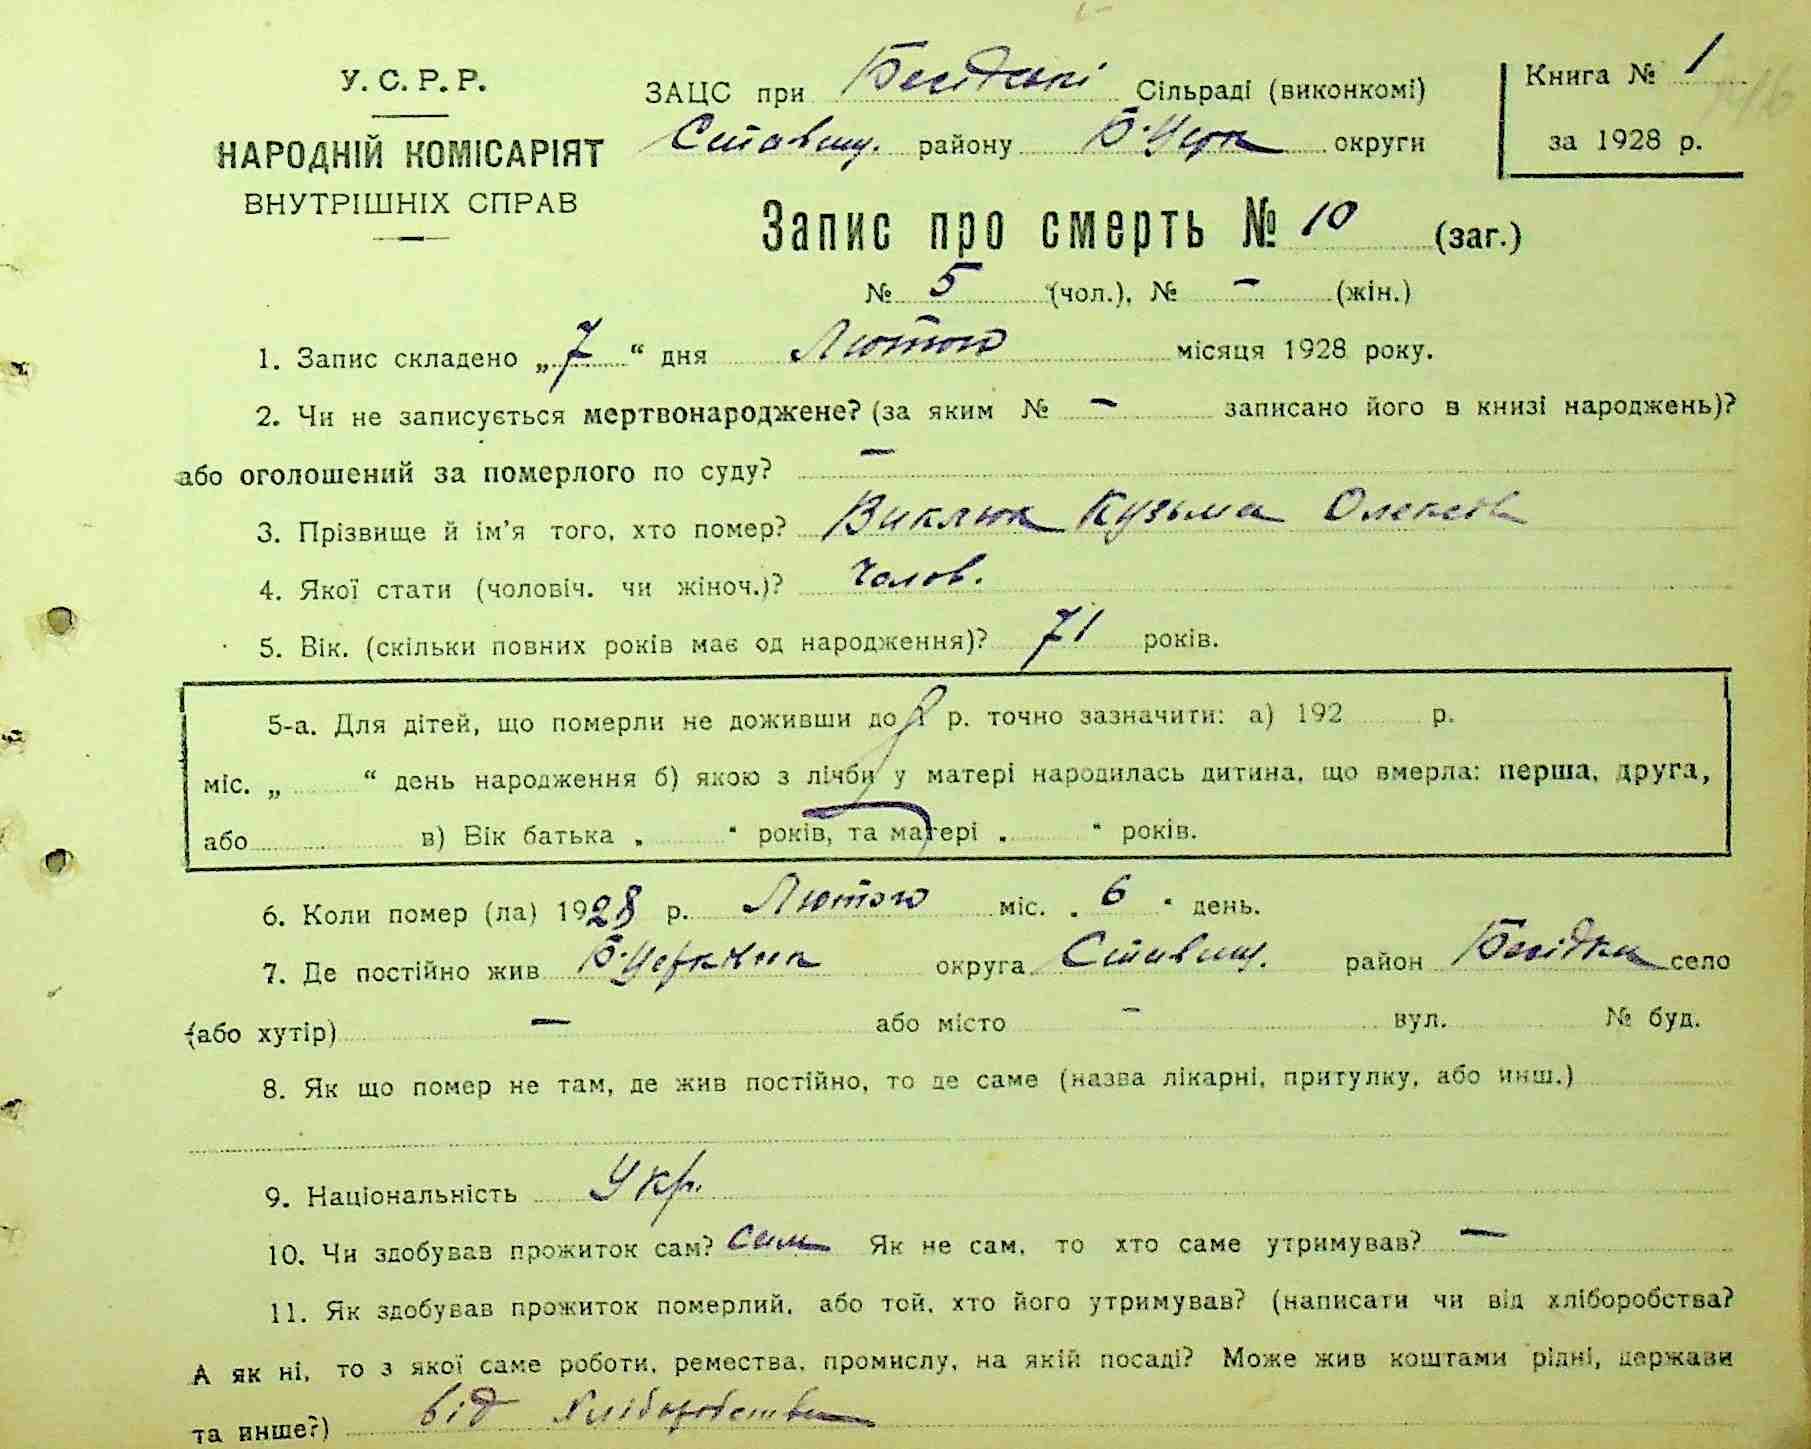 У. С. Р. Р.
НАРОДНІЙ КОМІСАРІЯТ
ВНУТРІШНІХ СПРАВ
ЗАЦС при Бесідскі Сільраді (виконкомі)
Ставищ. району Б-Церк округи
Книга № 1
за 1928 р.
Запис про смерть № 10 (заг.)
№ 5 (чол.), № — (жін.)
1. Запис складено „7“ дня Лютого місяця 1928 року.
2. Чи не записується мертвонароджене? (за яким № — записано його в книзі народжень)?
або оголошений за померлого по суду? —
3. Прізвище й ім’я того, хто помер? Виклюк Кузьма Олексів
4. Якої стати (чоловіч. чи жіноч.)? Чолов.
5. Вік. (скільки повних років має од народження)? 71 років.
5-а. Для дітей, що померли не доживши до 1 р. точно зазначити: а) 192 р.
міс. „ “ день народження б) якою з лічби у матері народилась дитина, що вмерла: перша, друга,
або в) Вік батька „ “ років, та матері „ “ років.
6. Коли помер (ла) 1928 р. Лютого міс. „ 6 “ день.
7. Де постійно жив Б-Церквин округа Ставищ. район Бесідки село
(або хутір) — або місто - вул. № буд.
8. Як що помер не там, де жив постійно, то де саме (назва лікарні, притулку, або инш.)
9. Національність Укр.
10. Чи здобував прожиток сам? Сам Як не сам, то хто саме утримував? —
11. Як здобував прожиток померлий, або той, хто його утримував? (написати чи від хліборобства?
А як ні, то з якої саме роботи, ремества, промислу, на якій посаді? Може жив коштами рідні, держави
та инше?) від хліборобства